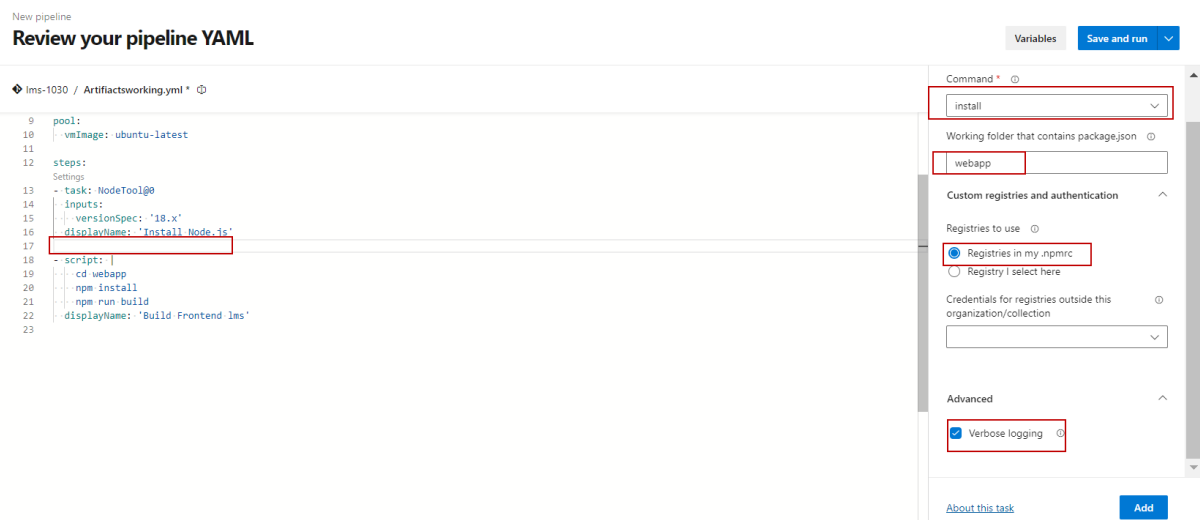 New pipeline
Review your pipeline YAML
Variables
Save and run
lms-1030 / Artifiactsworking.yml *
9 pool:
10 vmImage: ubuntu-latest
11
12 steps:
Settings
13 - task: NodeTool@0
14 inputs:
15 versionSpec: '18.x'
16 displayName: 'Install Node.js'
17
18 - script: |
19 cd webapp
20 npm install
21 npm run build
22 displayName: 'Build Frontend lms'
23
Command *
install
Working folder that contains package.json
webapp
Custom registries and authentication
Registries to use
Registries in my .npmrc
Registry I select here
Credentials for registries outside this
organization/collection
Advanced
Verbose logging
About this task
Add